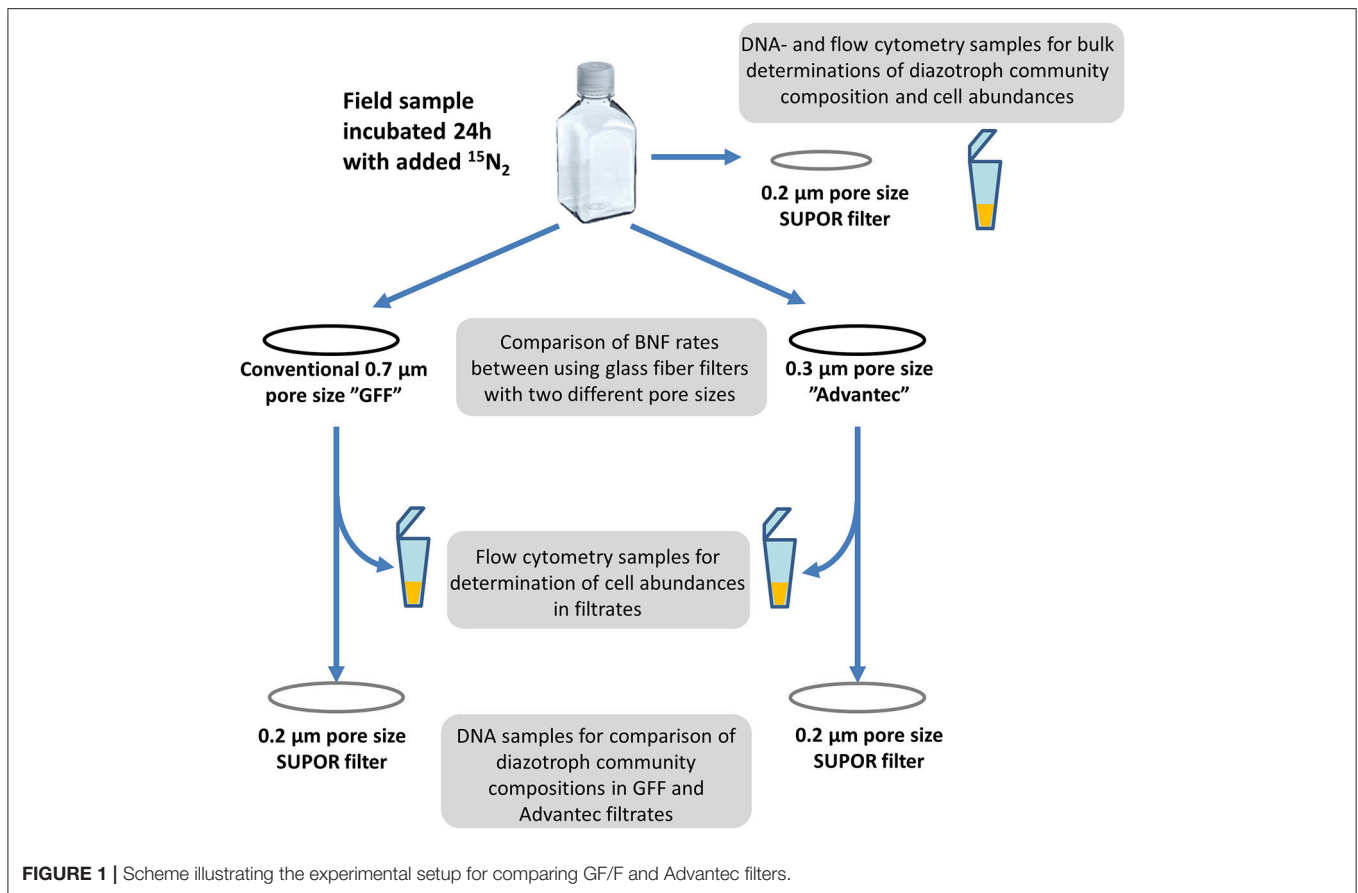 DNA- and flow cytometry samples for bulk
determinations of diazotroph community
composition and cell abundances
Field sample
incubated 24h
with added ¹⁵N₂
0.2 µm pore size
SUPOR filter
Conventional 0.7 µm
pore size ”GFF”
Comparison of BNF rates
between using glass fiber filters
with two different pore sizes
0.3 µm pore size
”Advantec”
Flow cytometry samples for
determination of cell abundances
in filtrates
0.2 µm pore size
SUPOR filter
DNA samples for comparison of
diazotroph community
compositions in GFF and
Advantec filtrates
0.2 µm pore size
SUPOR filter
FIGURE 1 | Scheme illustrating the experimental setup for comparing GF/F and Advantec filters.